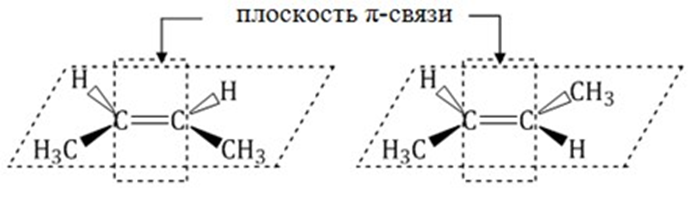 плоскость π-связи
H H H CH₃
C C C C
H₃C CH₃ H₃C H